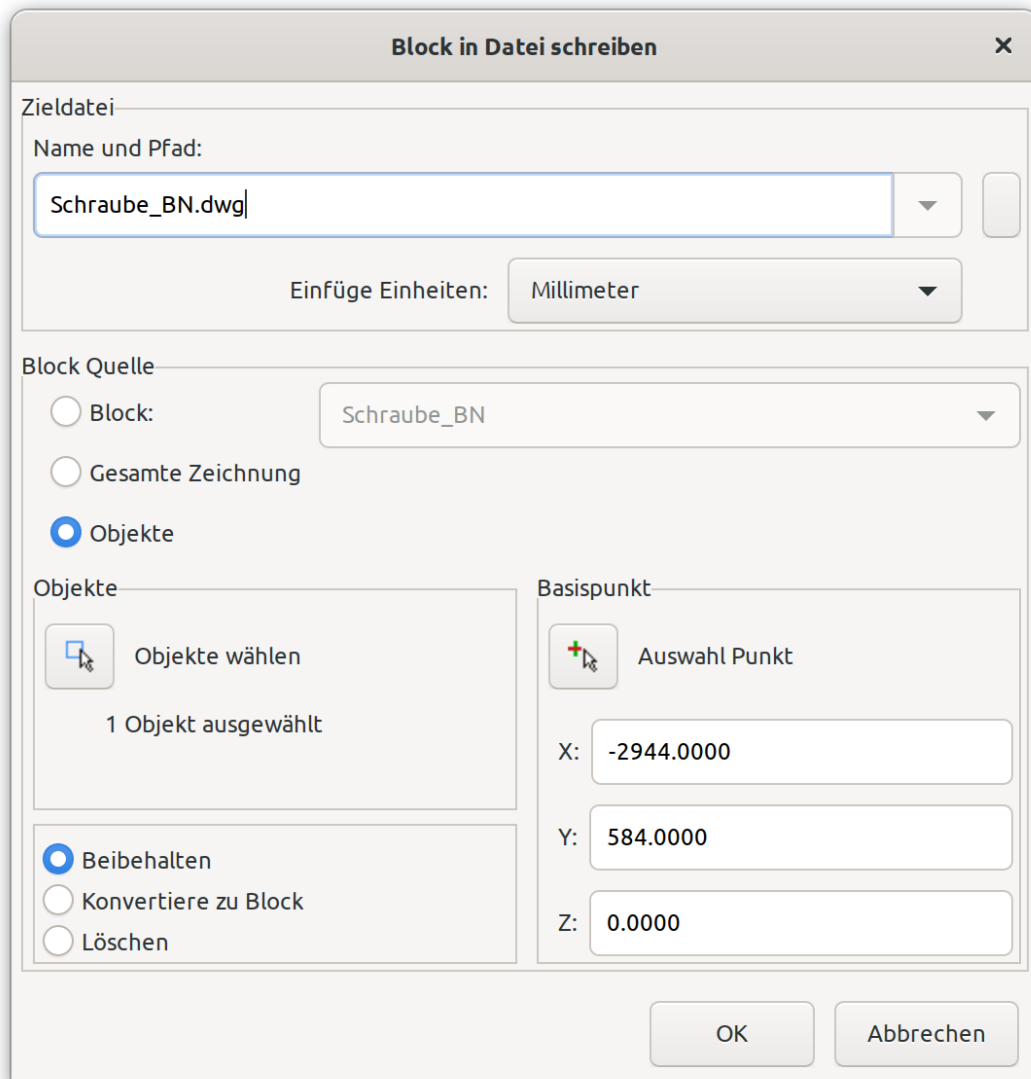 Block in Datei schreiben
Zieldatei
Name und Pfad:
Schraube_BN.dwg
Einfüge Einheiten: Millimeter
Block Quelle
Block: Schraube_BN
Gesamte Zeichnung
Objekte
Objekte
Objekte wählen
1 Objekt ausgewählt
Beibehalten
Konvertiere zu Block
Löschen
Basispunkt
Auswahl Punkt
X: -2944.0000
Y: 584.0000
Z: 0.0000
OK Abbrechen